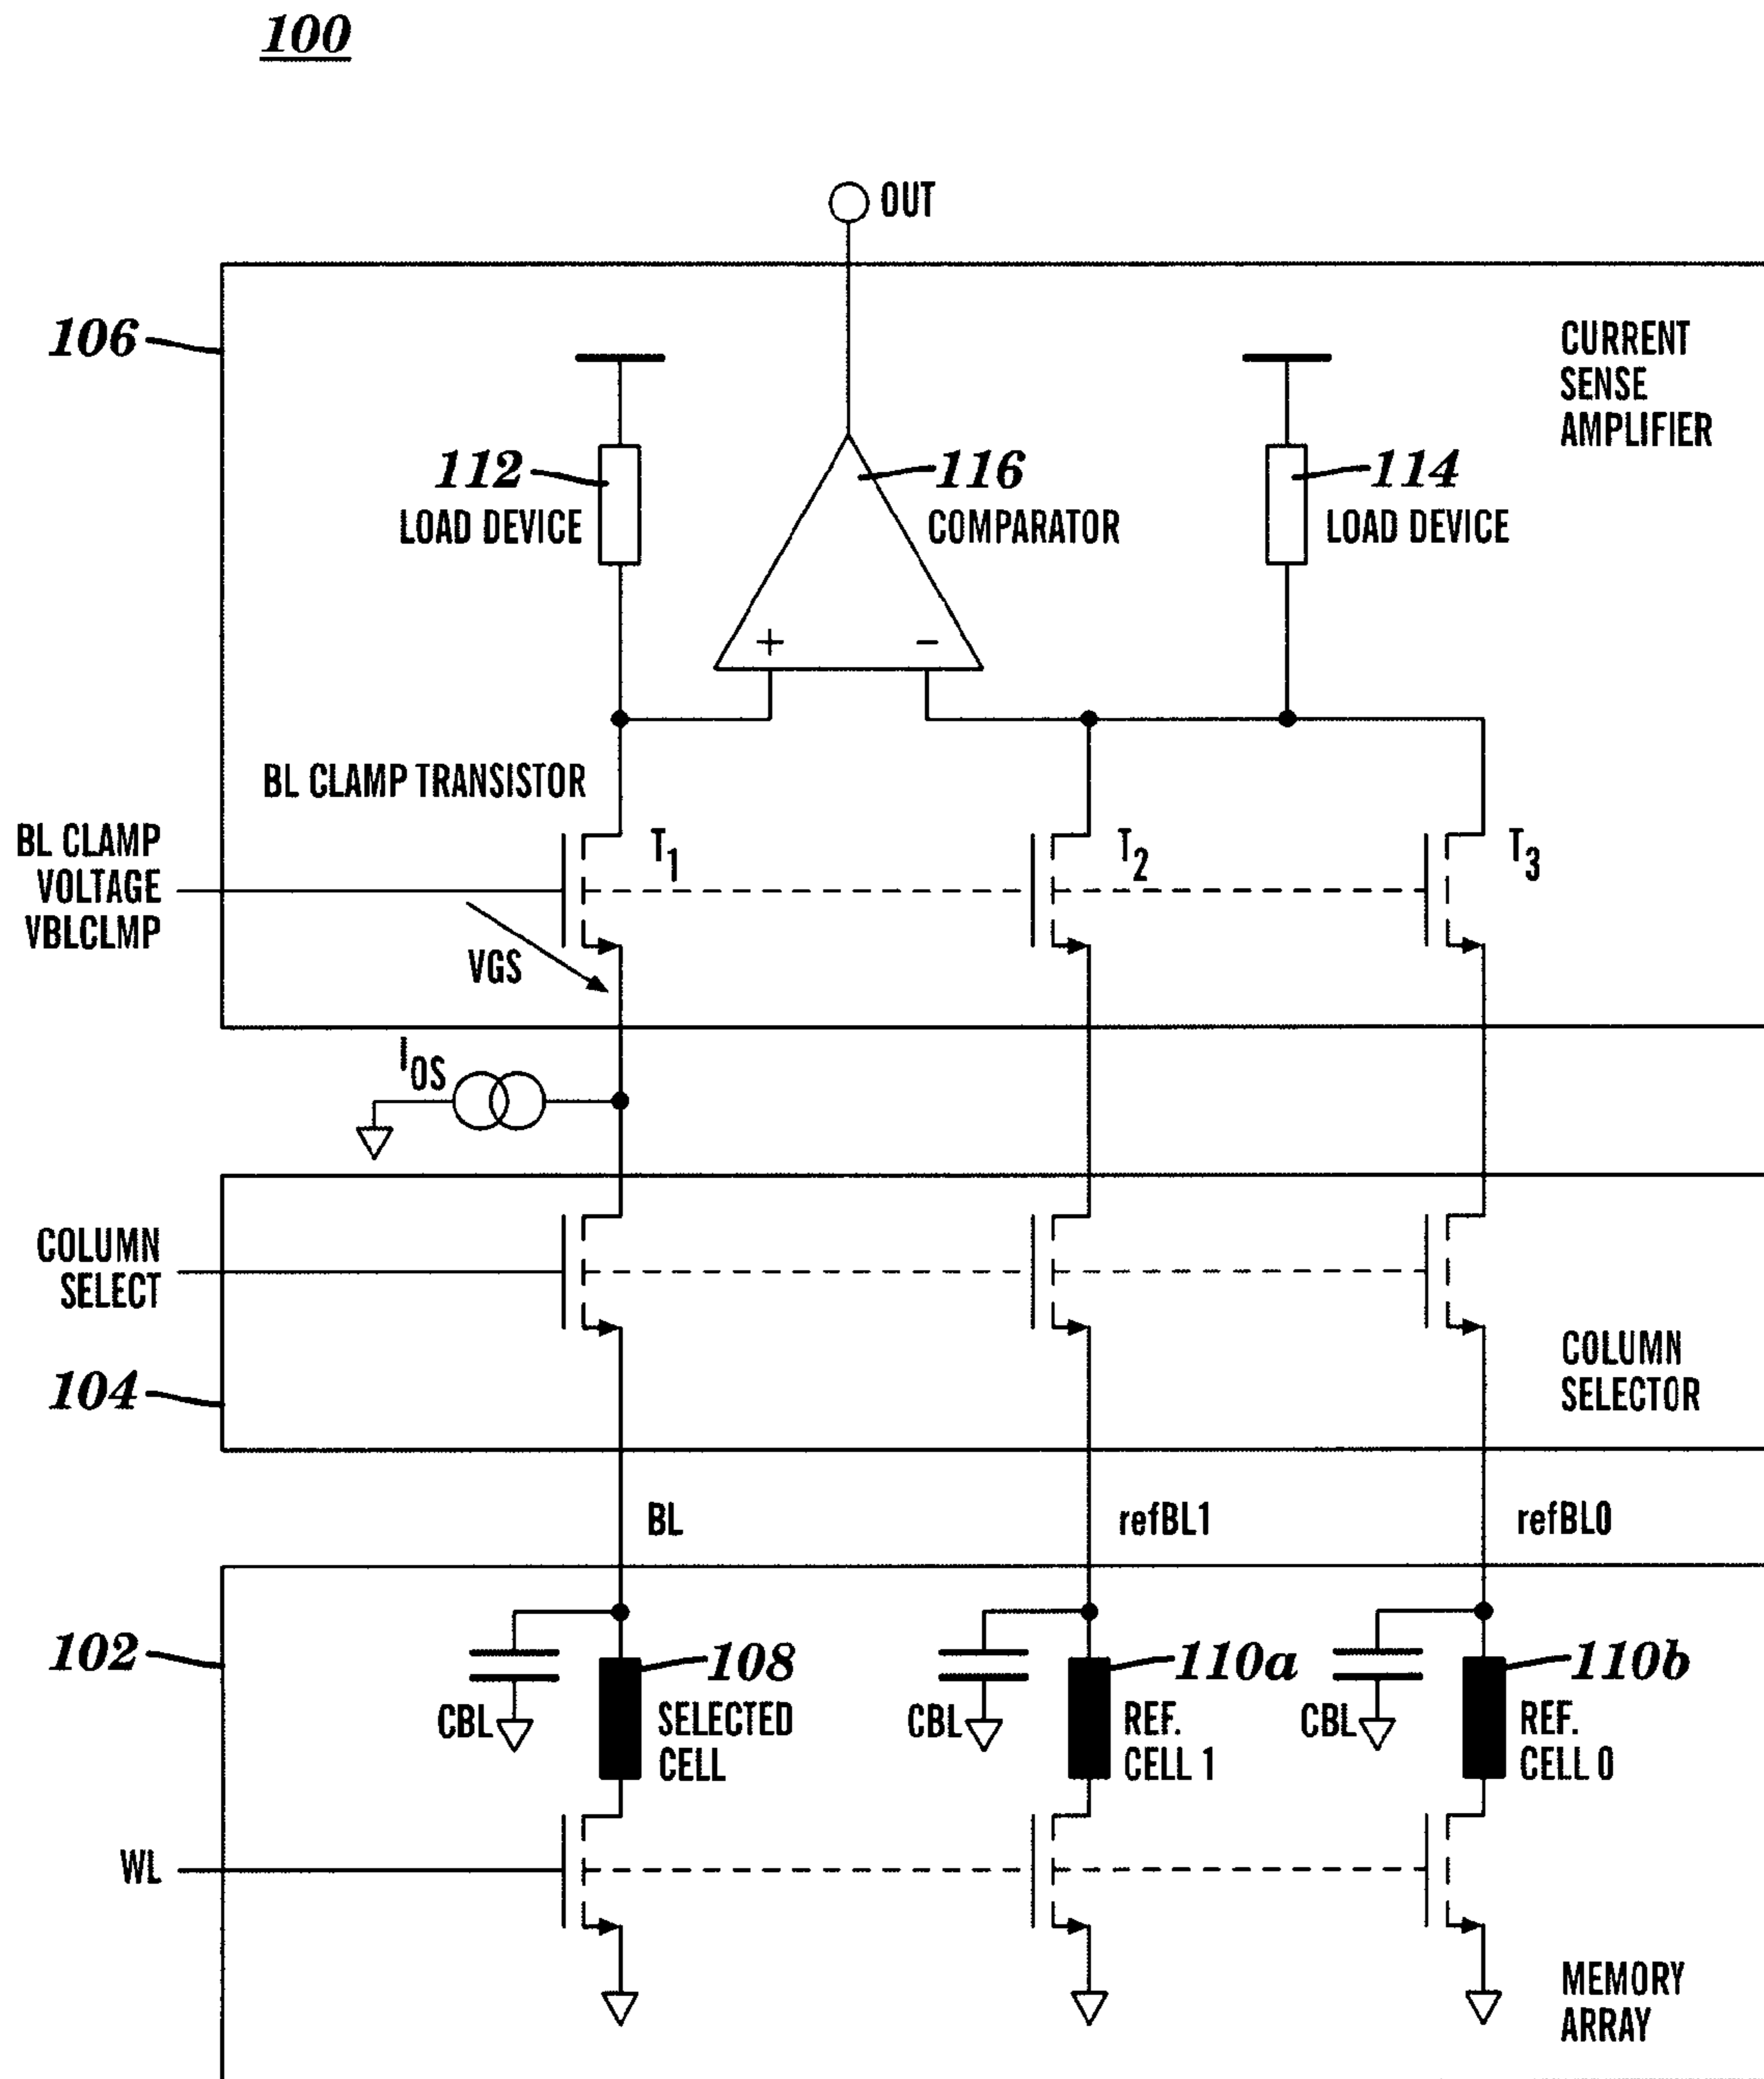 100
OUT
106
CURRENT
SENSE
AMPLIFIER
112
LOAD DEVICE
116
COMPARATOR
114
LOAD DEVICE
+
−
BL CLAMP TRANSISTOR
BL CLAMP
VOLTAGE
VBLCLMP
T1
T2
T3
VGS
IOS
COLUMN
SELECT
104
COLUMN
SELECTOR
BL
refBL1
refBL0
102
CBL
108
SELECTED
CELL
CBL
110a
REF.
CELL 1
CBL
110b
REF.
CELL 0
WL
MEMORY
ARRAY